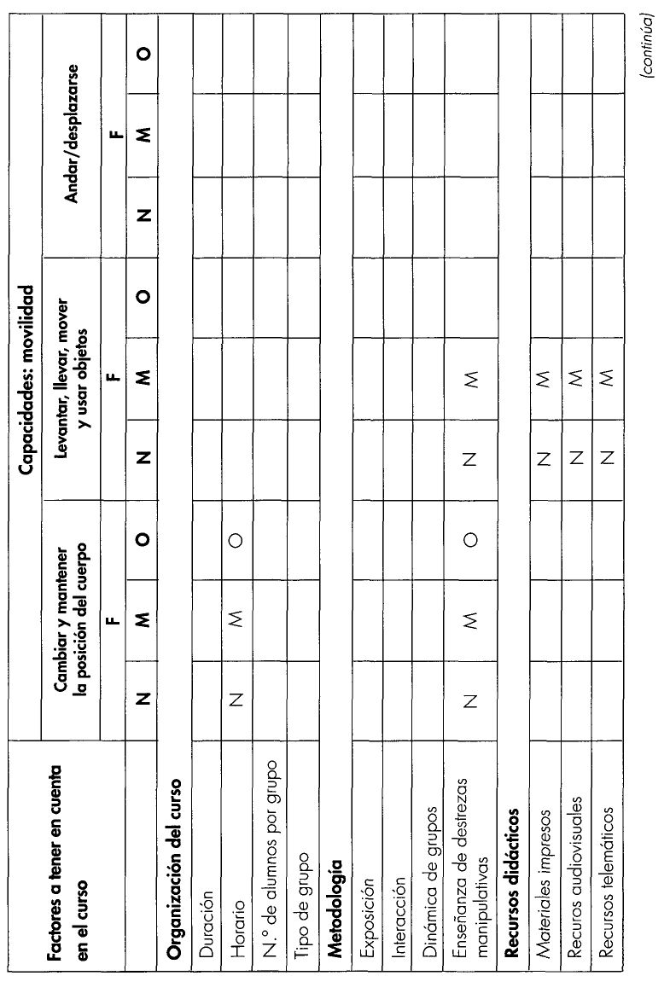 Capacidades: movilidad
Factores a tener en cuenta
en el curso
Cambiar y mantener
la posición del cuerpo
Levantar, llevar, mover
y usar objetos
Andar/desplazarse
F F F
N M O N M O N M O
Organización del curso
Duración
Horario N M O
N.º de alumnos por grupo
Tipo de grupo
Metodología
Exposición
Interacción
Dinámica de grupos
Enseñanza de destrezas
manipulativas N M O N M
Recursos didácticos
Materiales impresos N M
Recuros audiovisuales N M
Recursos telemáticos N M
(continúa)